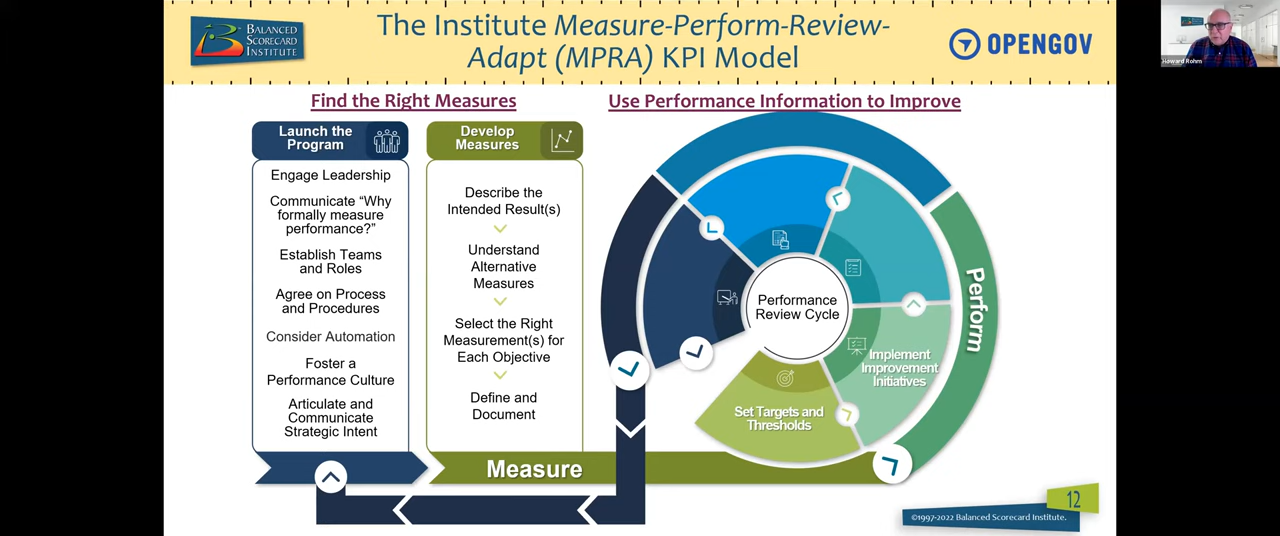 BALANCED
SCORECARD
INSTITUTE
The Institute Measure-Perform-Review-
Adapt (MPRA) KPI Model
OPENGOV
Howard Rohm
Find the Right Measures
Use Performance Information to Improve
Launch the
Program
Engage Leadership
Communicate “Why
formally measure
performance?”
Establish Teams
and Roles
Agree on Process
and Procedures
Consider Automation
Foster a
Performance Culture
Articulate and
Communicate
Strategic Intent
Develop
Measures
Describe the
Intended Result(s)
Understand
Alternative
Measures
Select the Right
Measurement(s) for
Each Objective
Define and
Document
Measure
Performance
Review Cycle
Set Targets and
Thresholds
Implement
Improvement
Initiatives
Perform
12
©1997-2022 Balanced Scorecard Institute.